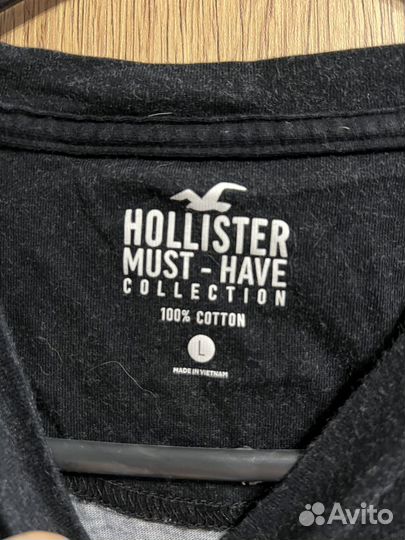 HOLLISTER
MUST - HAVE
COLLECTION
100% COTTON
L
MADE IN VIETNAM
Avito